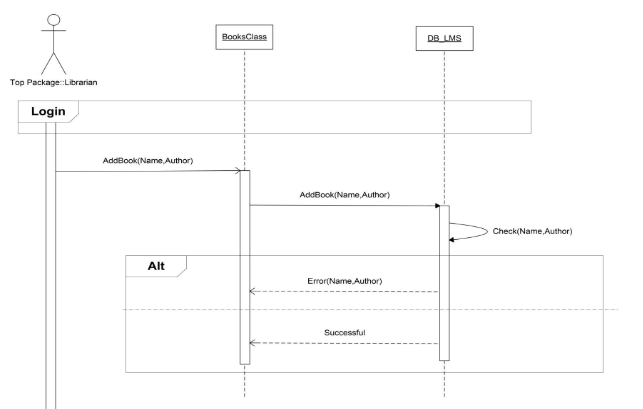 BooksClass
DB_LMS
Top Package::Librarian
Login
AddBook(Name,Author)
AddBook(Name,Author)
Check(Name,Author)
Alt
Error(Name,Author)
Successful